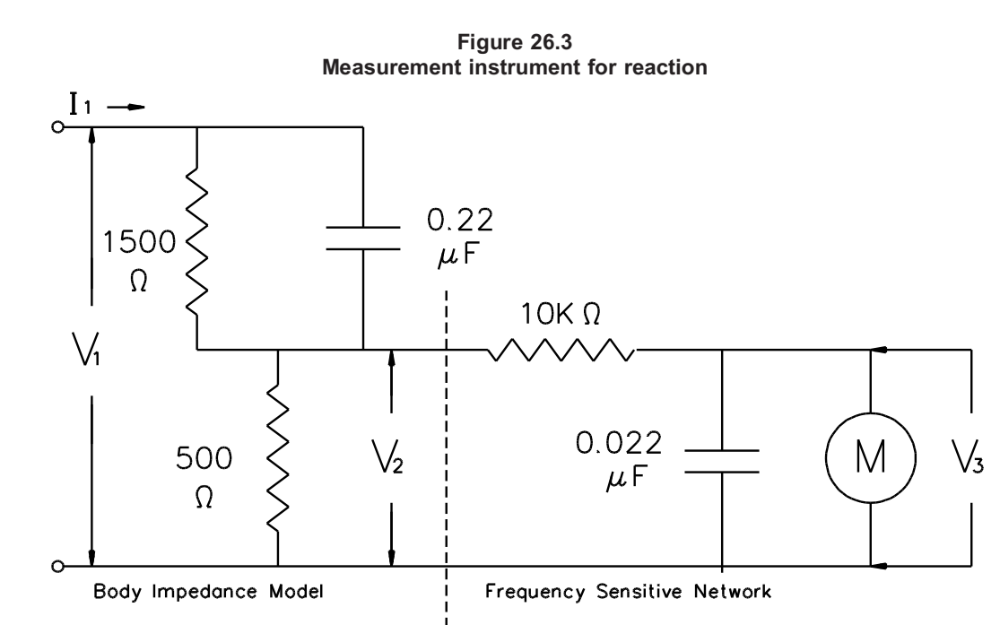 Figure 26.3
Measurement instrument for reaction
I1
1500
Ω
0.22
μF
10K Ω
V1
500
Ω
V2
0.022
μF
M
V3
Body Impedance Model
Frequency Sensitive Network